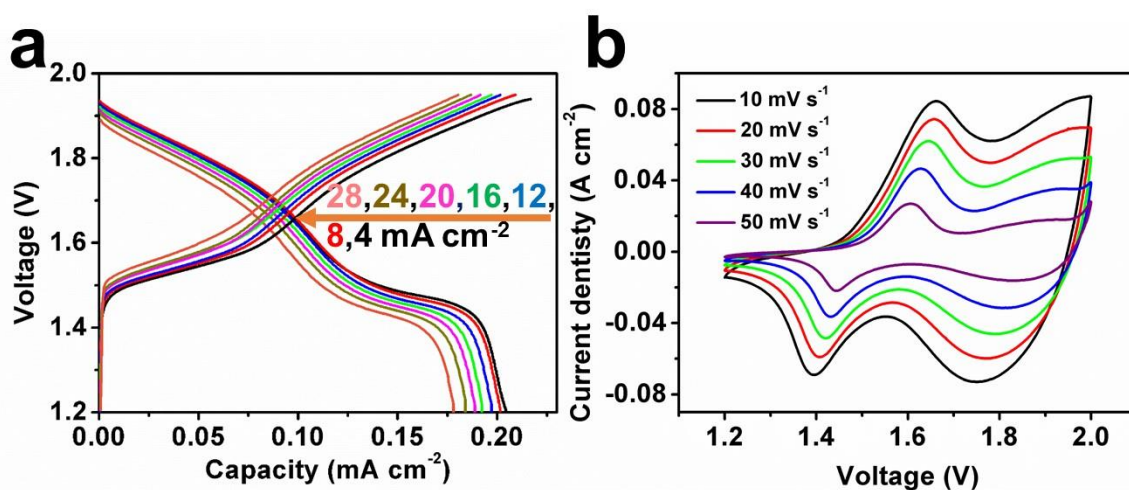 a
2.0
1.8
1.6
1.4
1.2
Voltage (V)
28,24,20,16,12,
8,4 mA cm-2
0.00 0.05 0.10 0.15 0.20
Capacity (mA cm-2)
b
0.08
0.04
0.00
-0.04
-0.08
Current dentisty (A cm-2)
10 mV s-1
20 mV s-1
30 mV s-1
40 mV s-1
50 mV s-1
1.2 1.4 1.6 1.8 2.0
Voltage (V)